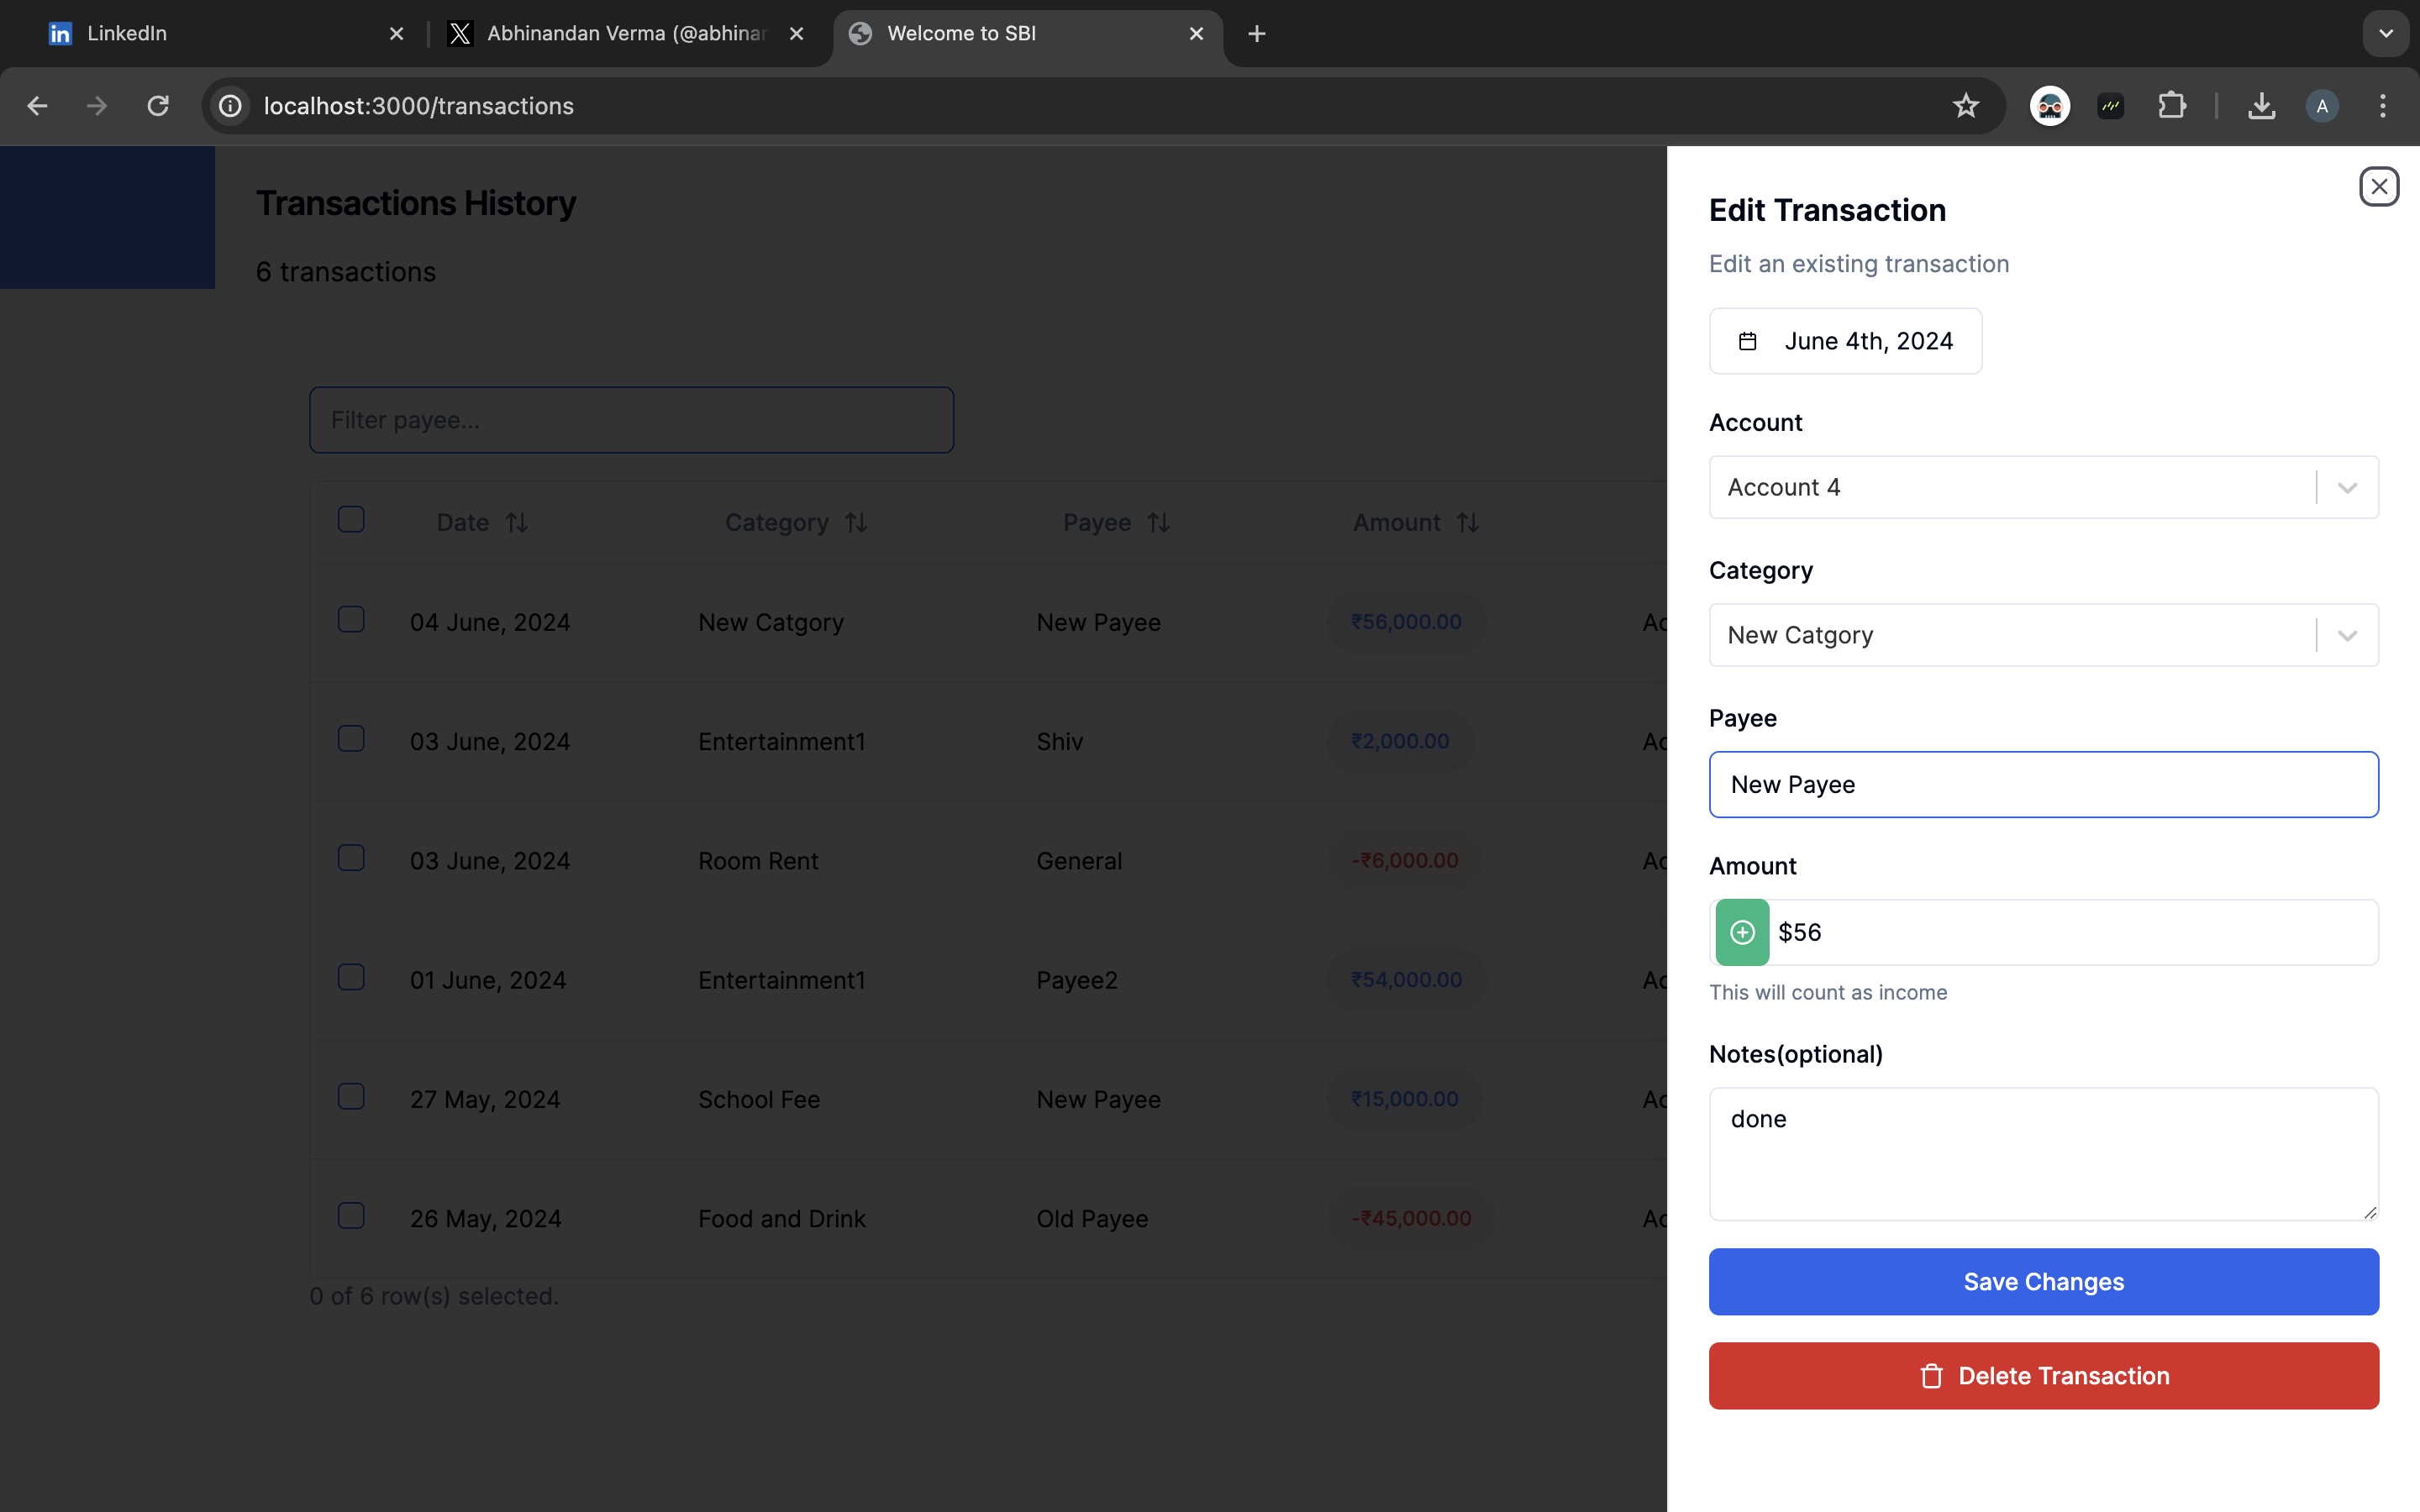 LinkedIn
Abhinandan Verma (@abhinar
Welcome to SBI
localhost:3000/transactions
A
Transactions History
6 transactions
Filter payee...
Date Category Payee Amount
04 June, 2024 New Catgory New Payee ₹56,000.00 Ac
03 June, 2024 Entertainment1 Shiv ₹2,000.00 Ac
03 June, 2024 Room Rent General -₹6,000.00 Ac
01 June, 2024 Entertainment1 Payee2 ₹54,000.00 Ac
27 May, 2024 School Fee New Payee ₹15,000.00 Ac
26 May, 2024 Food and Drink Old Payee -₹45,000.00 Ac
0 of 6 row(s) selected.
Edit Transaction
Edit an existing transaction
June 4th, 2024
Account
Account 4
Category
New Catgory
Payee
New Payee
Amount
$56
This will count as income
Notes(optional)
done
Save Changes
Delete Transaction